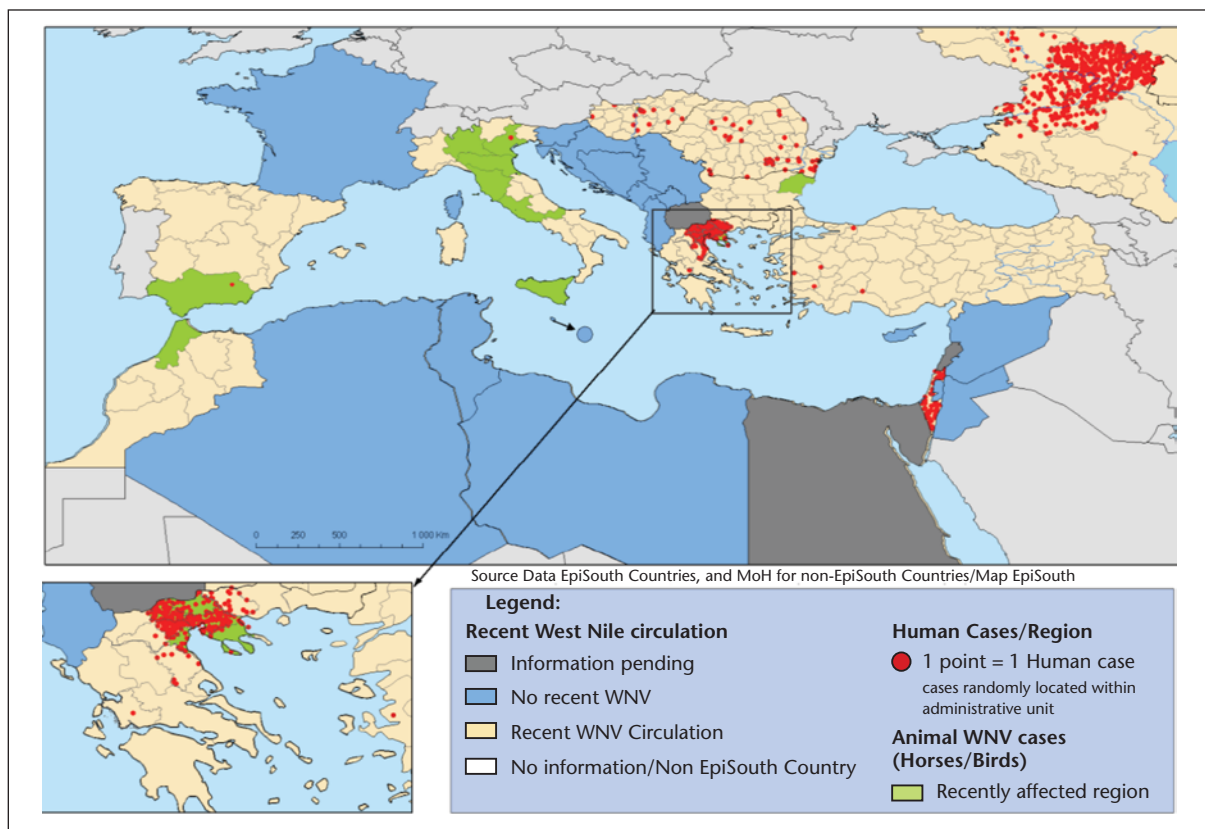 0 250 500 1 000 Km
Source Data EpiSouth Countries, and MoH for non-EpiSouth Countries/Map EpiSouth
Legend:
Recent West Nile circulation
Information pending
No recent WNV
Recent WNV Circulation
No information/Non EpiSouth Country
Human Cases/Region
1 point = 1 Human case
cases randomly located within
administrative unit
Animal WNV cases
(Horses/Birds)
Recently affected region